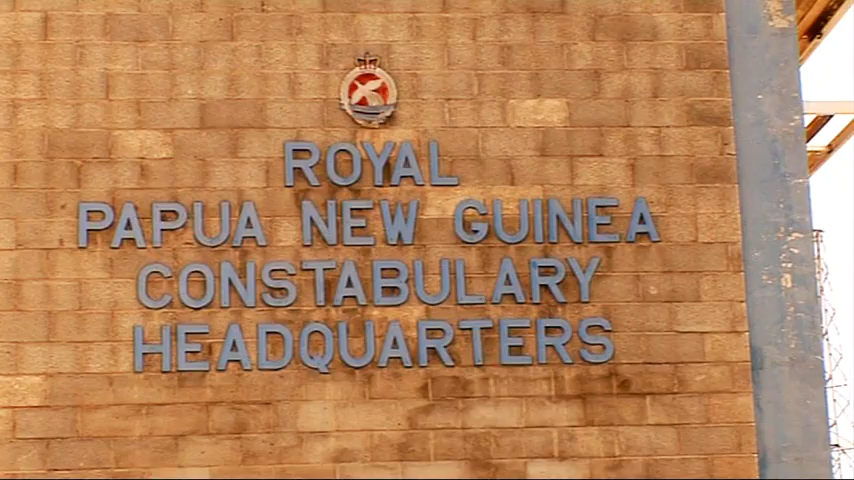 ROYAL
PAPUA NEW GUINEA
CONSTABULARY
HEADQUARTERS